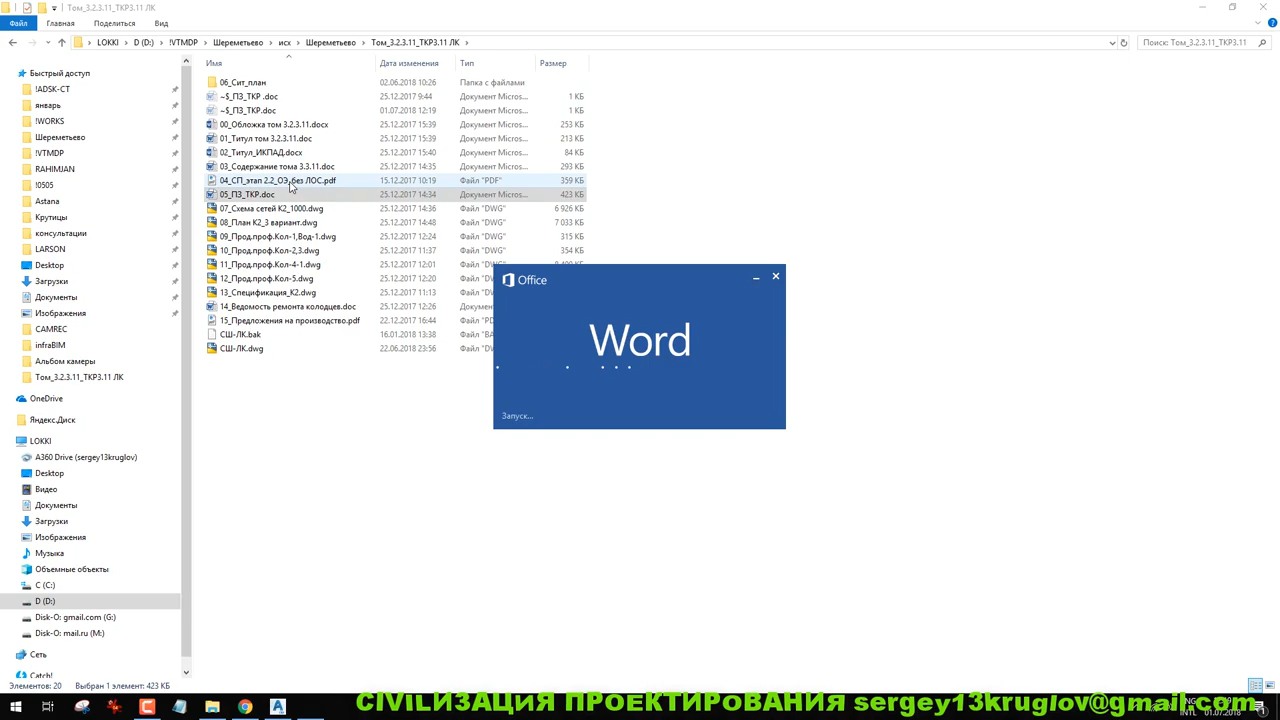 Том_3.2.3.11_ТКР3.11 ЛК
Файл Главная Поделиться Вид
LOKKI D (D:) !VTMDP Шереметьево исх Шереметьево Том_3.2.3.11_ТКР3.11 ЛК
Поиск: Том_3.2.3.11_ТКР3.11
Имя Дата изменения Тип Размер
06_Сит_план 02.06.2018 10:26 Папка с файлами
~$_ПЗ_ТКР .doc 25.12.2017 9:44 Документ Micros... 1 КБ
~$_ПЗ_ТКР.doc 01.07.2018 12:19 Документ Micros... 1 КБ
00_Обложка том 3.2.3.11.docx 25.12.2017 15:39 Документ Micros... 253 КБ
01_Титул том 3.2.3.11.doc 25.12.2017 15:39 Документ Micros... 213 КБ
02_Титул_ИКПАД.docx 25.12.2017 15:40 Документ Micros... 84 КБ
03_Содержание тома 3.3.11.doc 25.12.2017 14:35 Документ Micros... 293 КБ
04_СП_этап 2.2_ОЭ_без ЛОС.pdf 15.12.2017 10:19 Файл "PDF" 359 КБ
05_ПЗ_ТКР.doc 25.12.2017 14:34 Документ Micros... 423 КБ
07_Схема сетей К2_1000.dwg 25.12.2017 14:36 Файл "DWG" 6 926 КБ
08_План К2_3 вариант.dwg 25.12.2017 14:48 Файл "DWG" 7 033 КБ
09_Прод.проф.Кол-1,Вод-1.dwg 25.12.2017 12:24 Файл "DWG" 315 КБ
10_Прод.проф.Кол-2,3.dwg 25.12.2017 11:37 Файл "DWG" 354 КБ
11_Прод.проф.Кол-4-1.dwg 25.12.2017 12:01
12_Прод.проф.Кол-5.dwg 25.12.2017 12:20 Файл "D
13_Спецификация_К2.dwg 25.12.2017 11:13 Файл "D
14_Ведомость ремонта колодцев.doc 25.12.2017 12:26 Докумен
15_Предложения на производство.pdf 22.12.2017 16:44 Файл "PD
СШ-ЛК.bak 16.01.2018 13:38 Файл "BA
СШ-ЛК.dwg 22.06.2018 23:56 Файл "D
Быстрый доступ
!ADSK-CT
январь
!WORKS
Шереметьево
!VTMDP
RAHIMJAN
!0505
Astana
Крутицы
консультации
LARSON
Desktop
Загрузки
Документы
Изображения
CAMREC
infraBIM
Альбом камеры
Том_3.2.3.11_ТКР3.11 ЛК
OneDrive
Яндекс.Диск
LOKKI
A360 Drive (sergey13kruglov)
Desktop
Видео
Документы
Загрузки
Изображения
Музыка
Объемные объекты
C (C:)
D (D:)
Disk-O: gmail.com (G:)
Disk-O: mail.ru (M:)
Сеть
Catch!
Office
Word
Запуск...
Элементов: 20 Выбран 1 элемент: 423 КБ
CIVILИЗАЦИЯ ПРОЕКТИРОВАНИЯ sergey13kruglov@gmail.com
01.07.2018